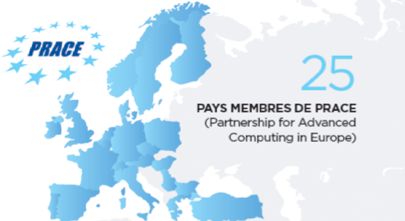 PRACE
25
PAYS MEMBRES DE PRACE
(Partnership for Advanced
Computing in Europe)